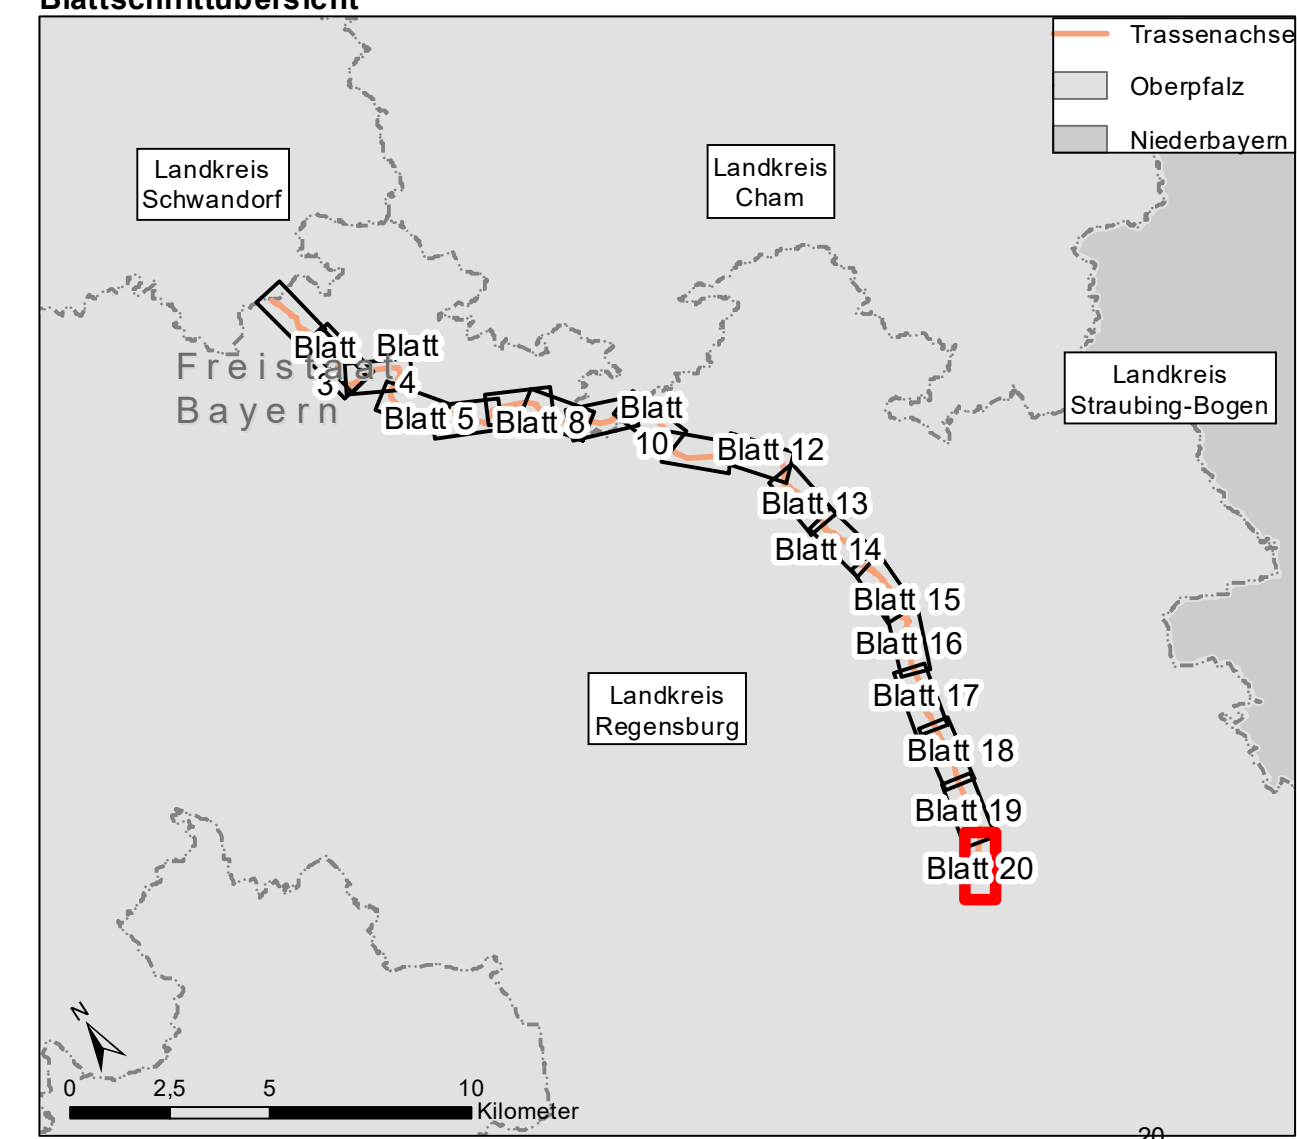 Blattschnittübersicht
Trassenachse
Oberpfalz
Niederbayern
Landkreis
Schwandorf
Landkreis
Cham
Landkreis
Straubing-Bogen
Freistaat
Bayern
Blatt
3
Blatt
4
Blatt 5
Blatt 8
Blatt
10
Blatt 12
Blatt 13
Blatt 14
Blatt 15
Blatt 16
Blatt 17
Blatt 18
Blatt 19
Blatt 20
Landkreis
Regensburg
N
0 2,5 5 10
Kilometer
20